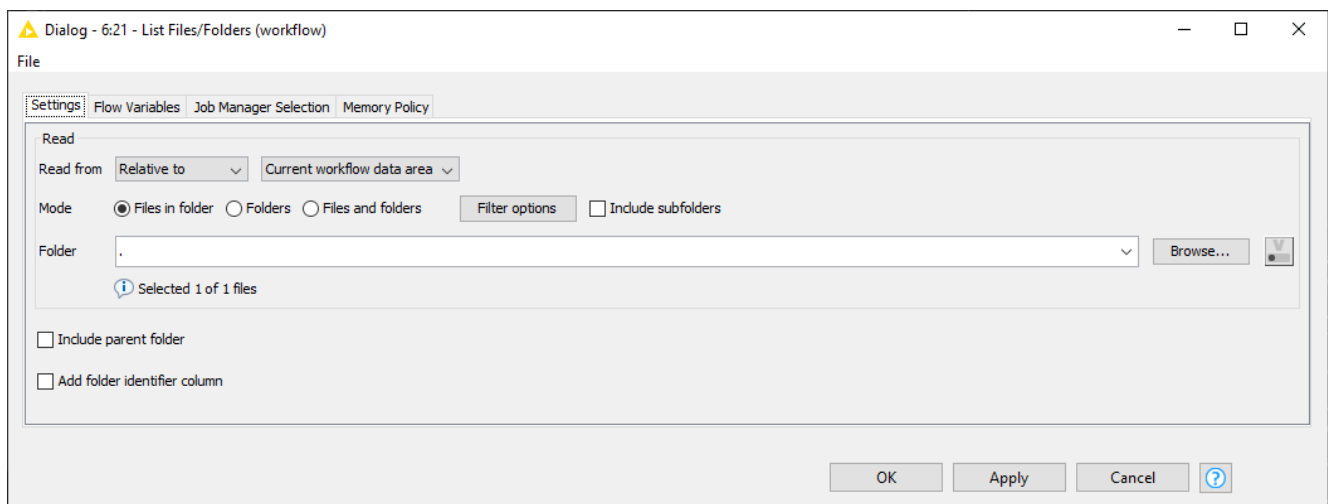 Dialog - 6:21 - List Files/Folders (workflow)
File
Settings Flow Variables Job Manager Selection Memory Policy
Read
Read from Relative to Current workflow data area
Mode Files in folder Folders Files and folders Filter options Include subfolders
Folder . Browse... V
Selected 1 of 1 files
Include parent folder
Add folder identifier column
OK Apply Cancel ?